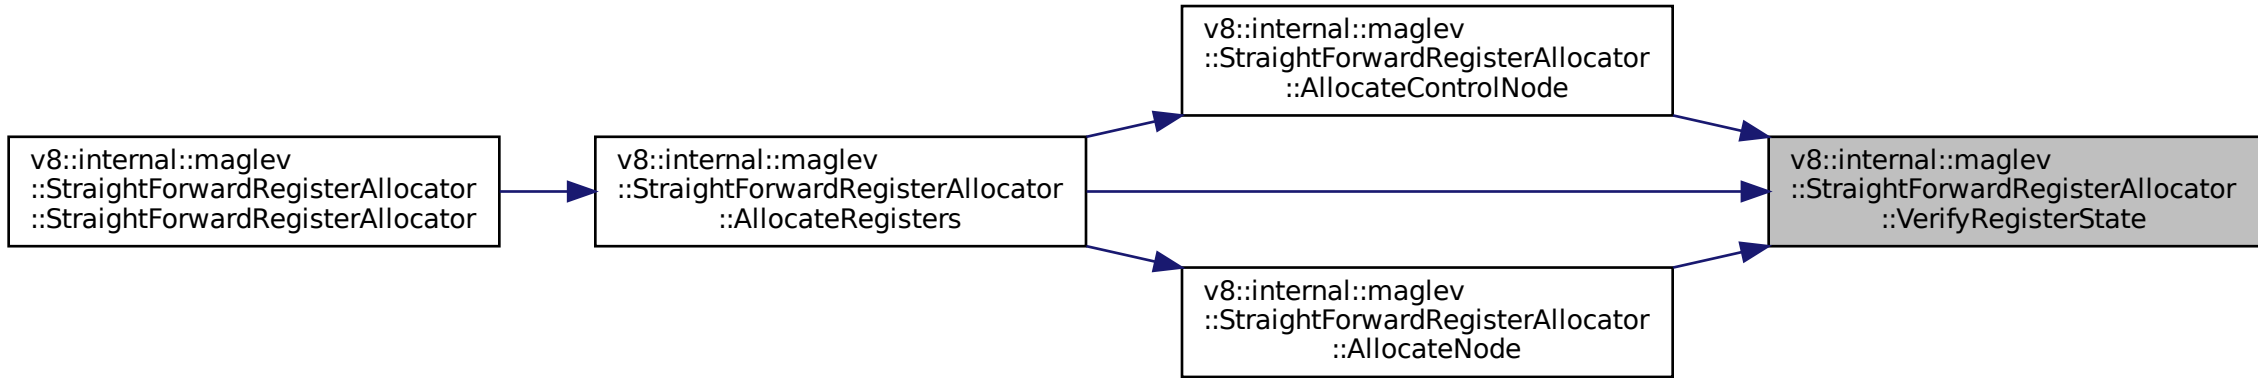 v8::internal::maglev
::StraightForwardRegisterAllocator
::StraightForwardRegisterAllocator
v8::internal::maglev
::StraightForwardRegisterAllocator
::AllocateRegisters
v8::internal::maglev
::StraightForwardRegisterAllocator
::AllocateControlNode
v8::internal::maglev
::StraightForwardRegisterAllocator
::AllocateNode
v8::internal::maglev
::StraightForwardRegisterAllocator
::VerifyRegisterState